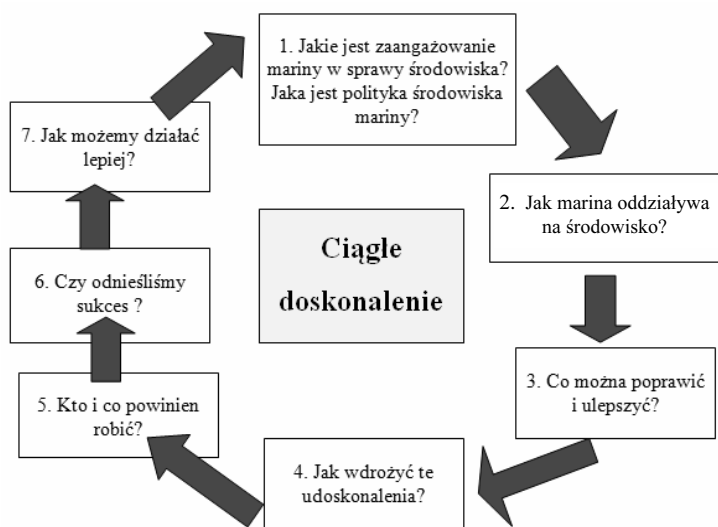 1. Jakie jest zaangażowanie
mariny w sprawy środowiska?
Jaka jest polityka środowiska
mariny?
2. Jak marina oddziaływa
na środowisko?
3. Co można poprawić
i ulepszyć?
4. Jak wdrożyć te
udoskonalenia?
5. Kto i co powinien
robić?
6. Czy odnieśliśmy
sukces ?
7. Jak możemy działać
lepiej?
Ciągłe
doskonalenie